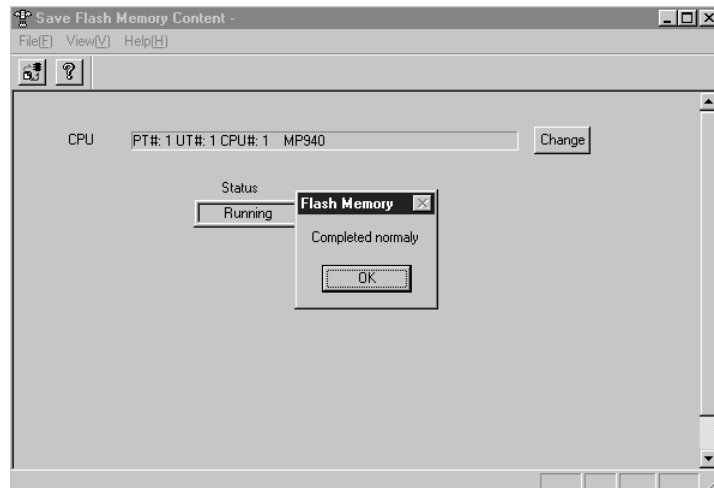 Save Flash Memory Content -
File(F) View(V) Help(H)
CPU PT#: 1 UT#: 1 CPU#: 1 MP940 Change
Status
Running
Flash Memory
Completed normaly
OK